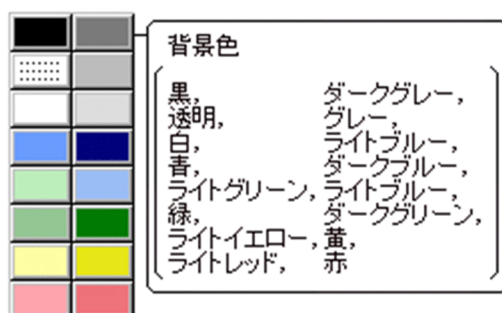 背景色
黒, ダークグレー,
透明, グレー,
白, ライトブルー,
青, ダークブルー,
ライトグリーン, ライトブルー,
緑, ダークグリーン,
ライトイエロー, 黄,
ライトレッド, 赤